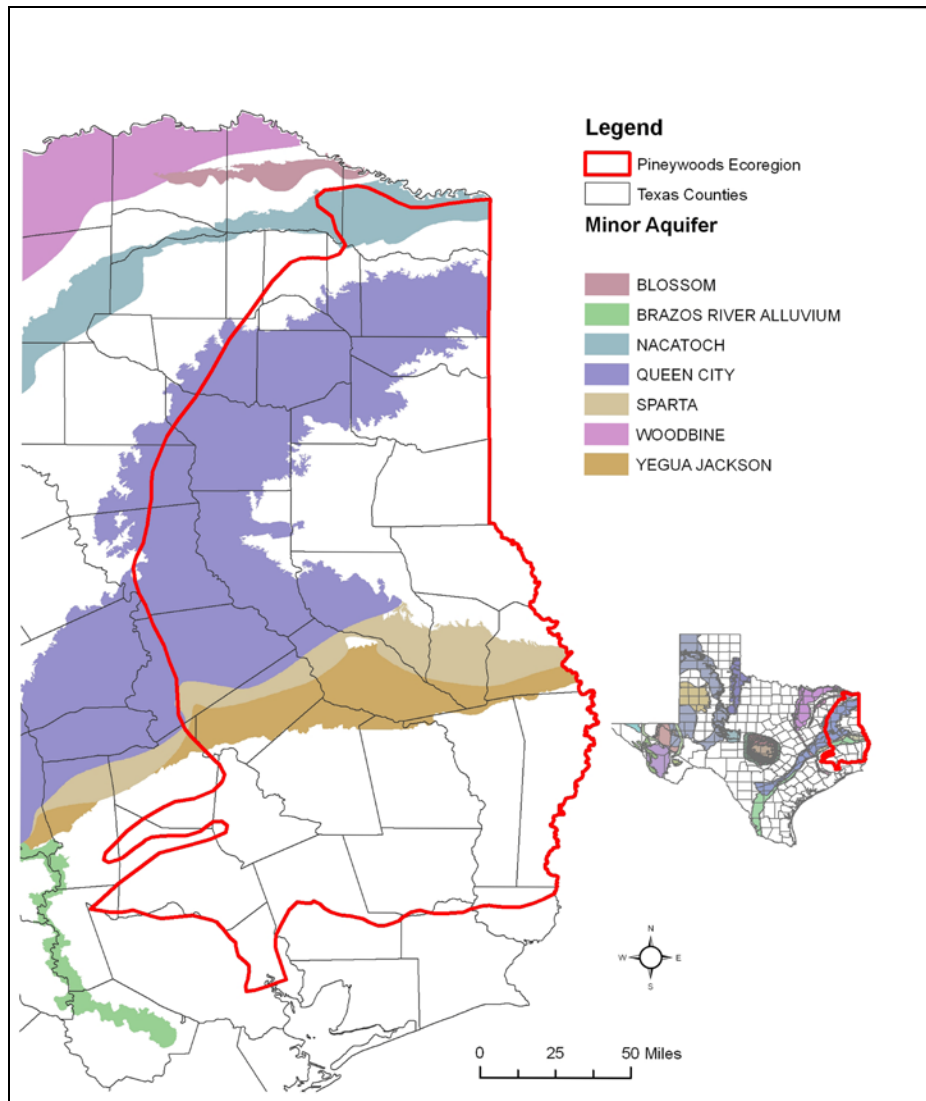 Legend
Pineywoods Ecoregion
Texas Counties
Minor Aquifer
BLOSSOM
BRAZOS RIVER ALLUVIUM
NACATOCH
QUEEN CITY
SPARTA
WOODBINE
YEGUA JACKSON
N
W E
S
0 25 50 Miles